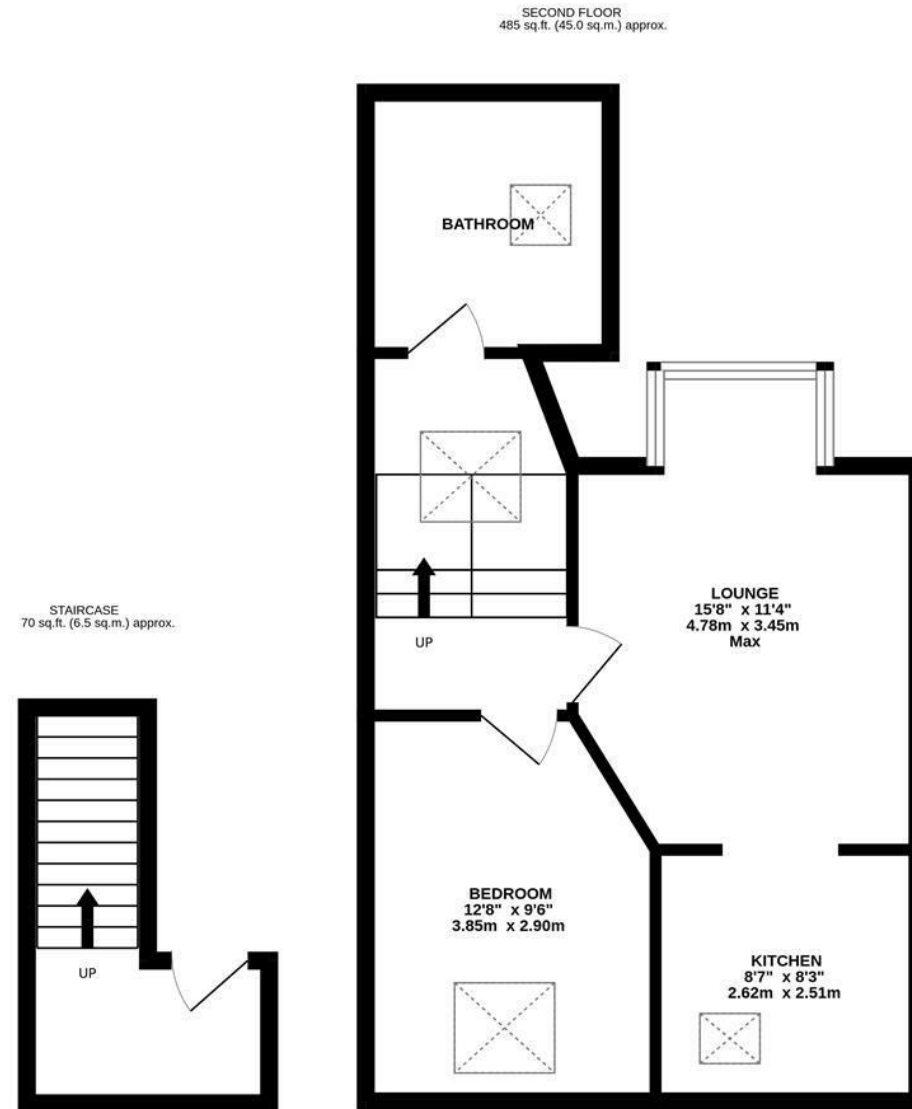 SECOND FLOOR
485 sq.ft. (45.0 sq.m.) approx.
BATHROOM
LOUNGE
15'8" x 11'4"
4.78m x 3.45m
Max
STAIRCASE
70 sq.ft. (6.5 sq.m.) approx.
UP
BEDROOM
12'8" x 9'6"
3.85m x 2.90m
KITCHEN
8'7" x 8'3"
2.62m x 2.51m
UP